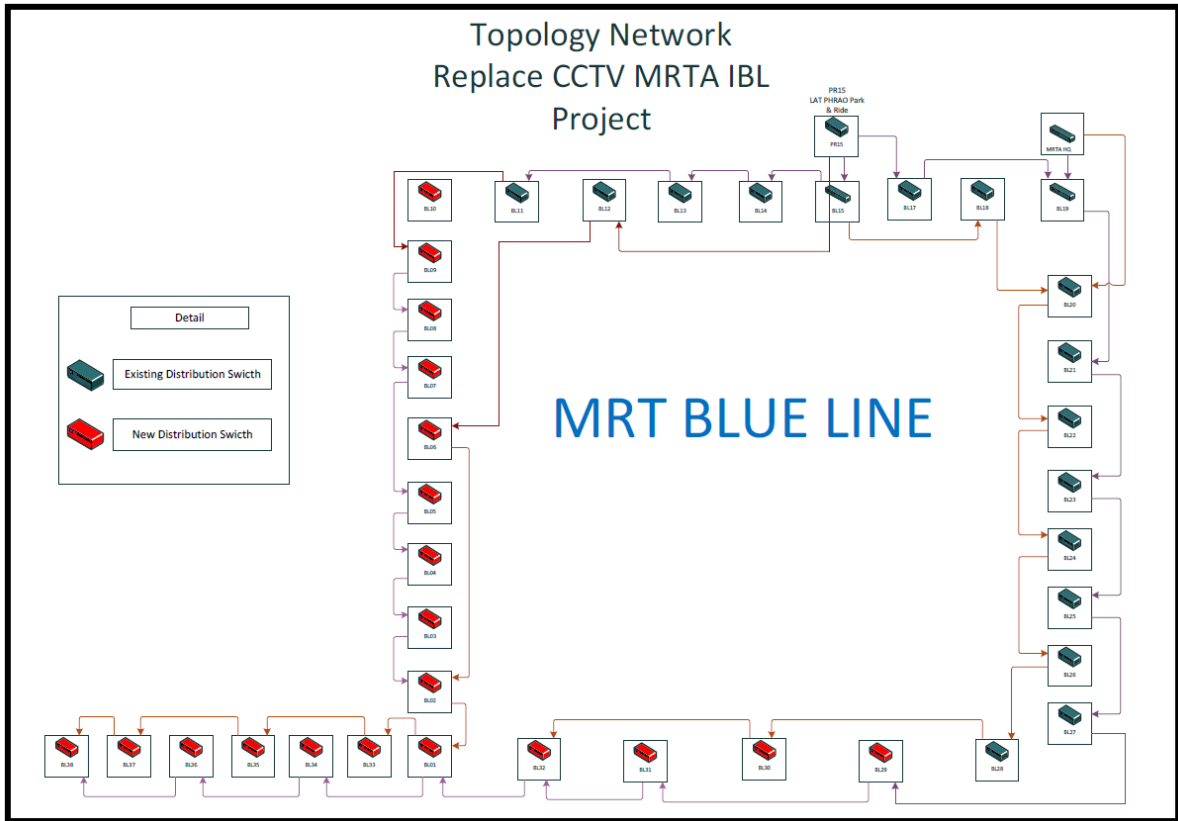 Topology Network
Replace CCTV MRTA IBL
Project
PR15
LAT PHRAO Park
& Ride
PR15
MRTA HQ
BL10
BL11
BL12
BL13
BL14
BL15
BL17
BL18
BL19
BL09
BL20
Detail
BL08
BL21
Existing Distribution Swicth
BL07
MRT BLUE LINE
New Distribution Swicth
BL06
BL22
BL05
BL23
BL04
BL24
BL03
BL25
BL02
BL26
BL27
BL38
BL37
BL36
BL35
BL34
BL33
BL01
BL32
BL31
BL30
BL29
BL28